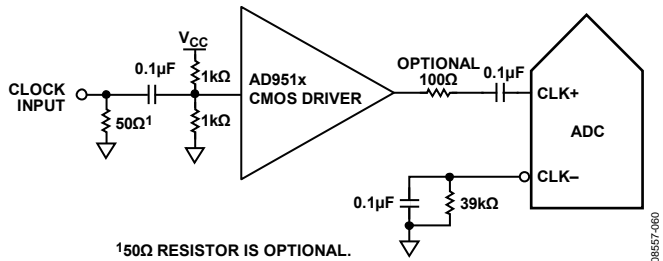 VCC
0.1µF
1kΩ
CLOCK
INPUT
50Ω1
1kΩ
AD951x
CMOS DRIVER
OPTIONAL
100Ω
0.1µF
CLK+
ADC
CLK–
0.1µF
39kΩ
150Ω RESISTOR IS OPTIONAL.
08557-060